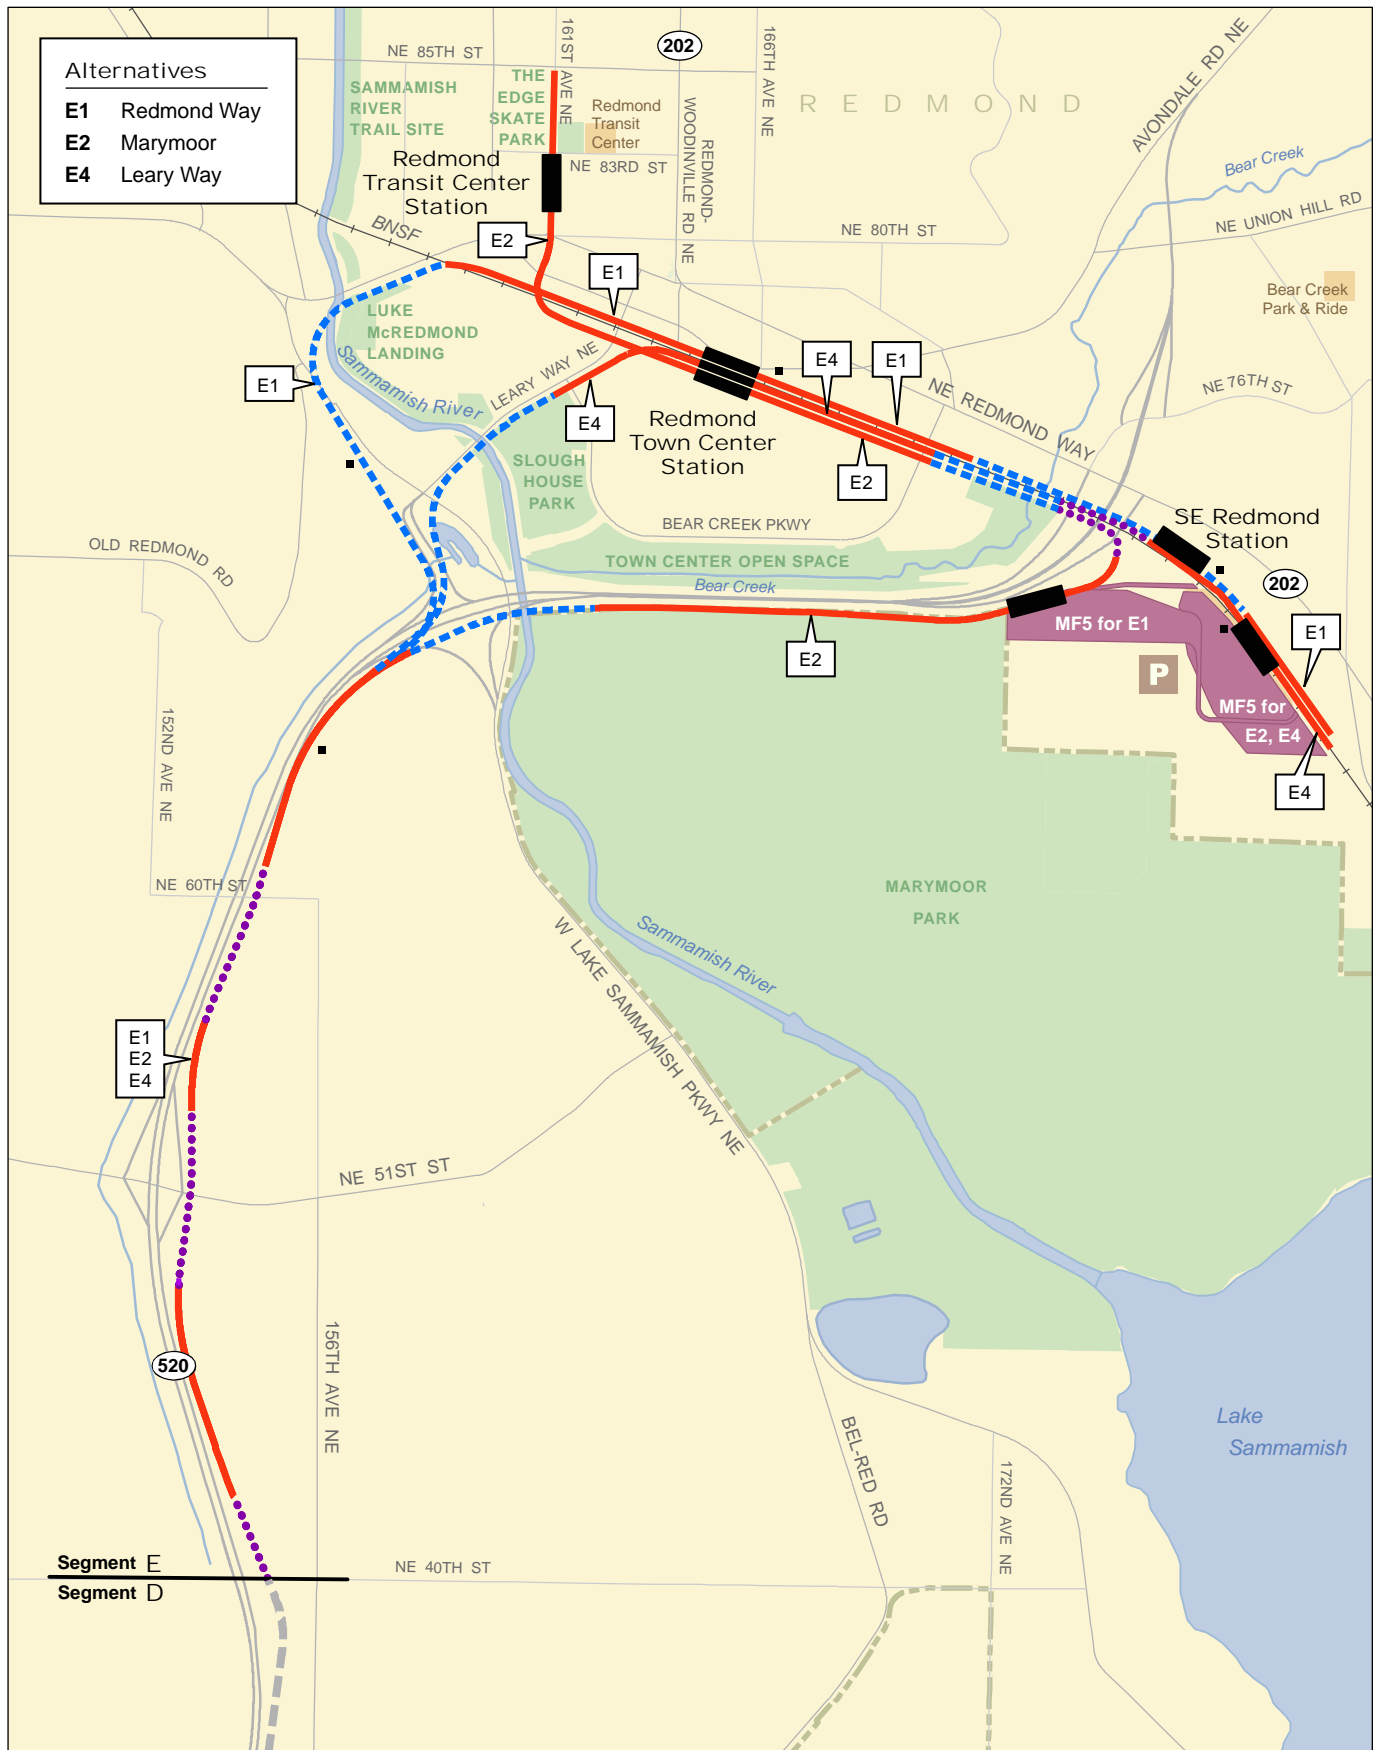 Alternatives
E1 Redmond Way
E2 Marymoor
E4 Leary Way
NE 85TH ST
161ST AVE NE
202
166TH AVE NE
REDMOND
AVONDALE RD NE
SAMMAMISH
RIVER
TRAIL SITE
THE
EDGE
SKATE
PARK
Redmond
Transit
Center
REDMOND-
WOODINVILLE RD NE
NE 83RD ST
Redmond
Transit Center
Station
Bear Creek
NE UNION HILL RD
BNSF
E2
NE 80TH ST
E1
Bear Creek
Park & Ride
LUKE
McREDMOND
LANDING
Sammamish River
LEARY WAY NE
E1
E4
E4
E1
NE REDMOND WAY
NE 76TH ST
Redmond
Town Center
Station
E2
SLOUGH
HOUSE
PARK
BEAR CREEK PKWY
SE Redmond
Station
OLD REDMOND RD
TOWN CENTER OPEN SPACE
Bear Creek
202
MF5 for E1
E1
E2
P
MF5 for
E2, E4
E4
152ND AVE NE
NE 60TH ST
MARYMOOR
PARK
Sammamish River
W LAKE SAMMAMISH PKWY NE
E1
E2
E4
NE 51ST ST
156TH AVE NE
520
BEL-RED RD
172ND AVE NE
Lake
Sammamish
Segment E
Segment D
NE 40TH ST